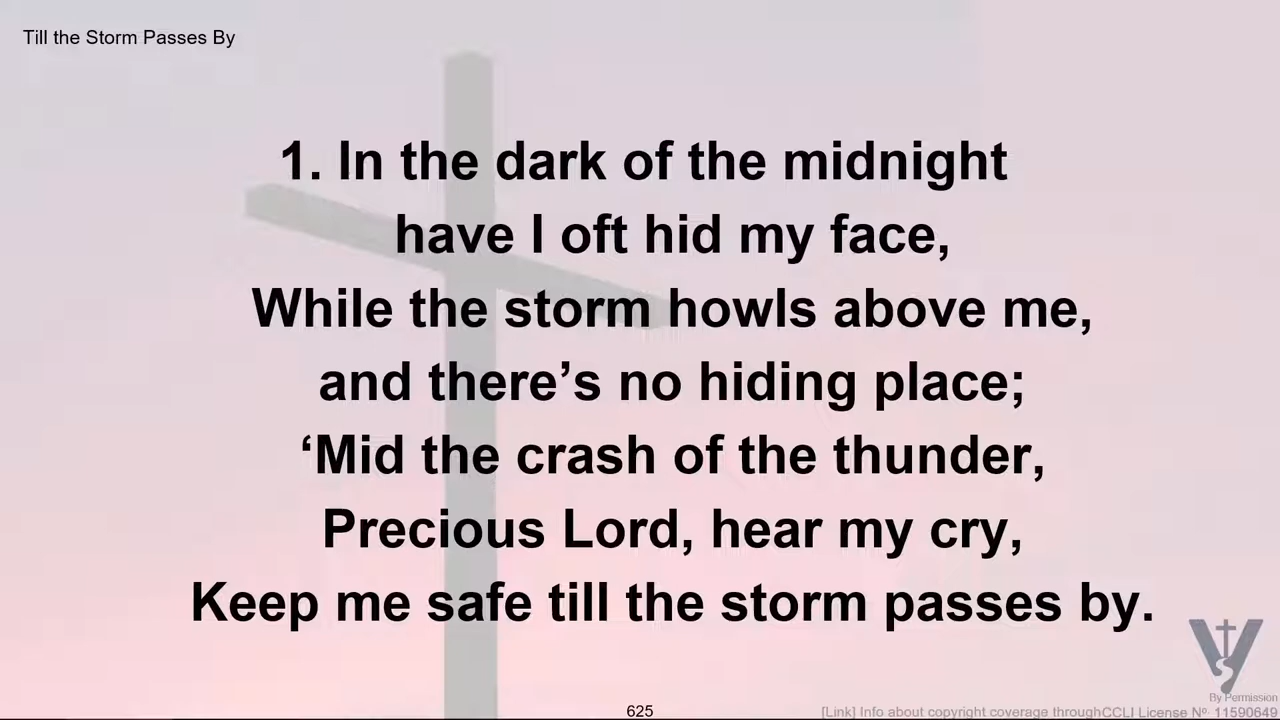 Till the Storm Passes By
1. In the dark of the midnight
have I oft hid my face,
While the storm howls above me,
and there’s no hiding place;
‘Mid the crash of the thunder,
Precious Lord, hear my cry,
Keep me safe till the storm passes by.
By Permission
625
[Link] Info about copyright coverage throughCCLI License Nº. 11590649